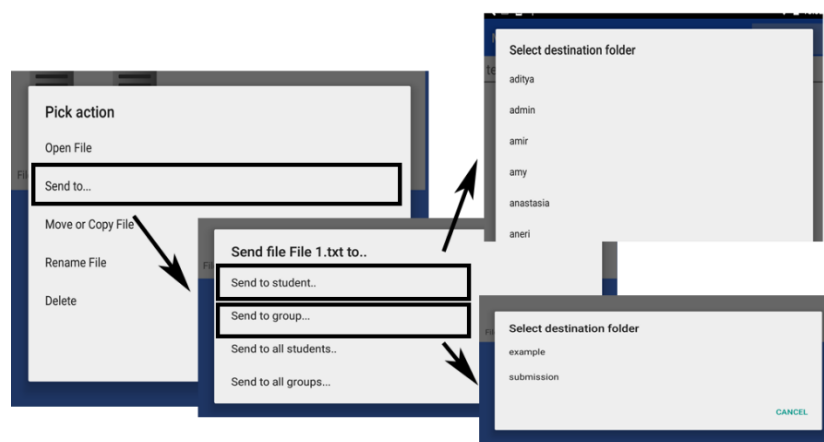 Pick action
Open File
Send to...
Move or Copy File
Rename File
Delete
Send file File 1.txt to..
Send to student..
Send to group...
Send to all students..
Send to all groups...
Select destination folder
aditya
admin
amir
amy
anastasia
aneri
Select destination folder
example
submission
CANCEL